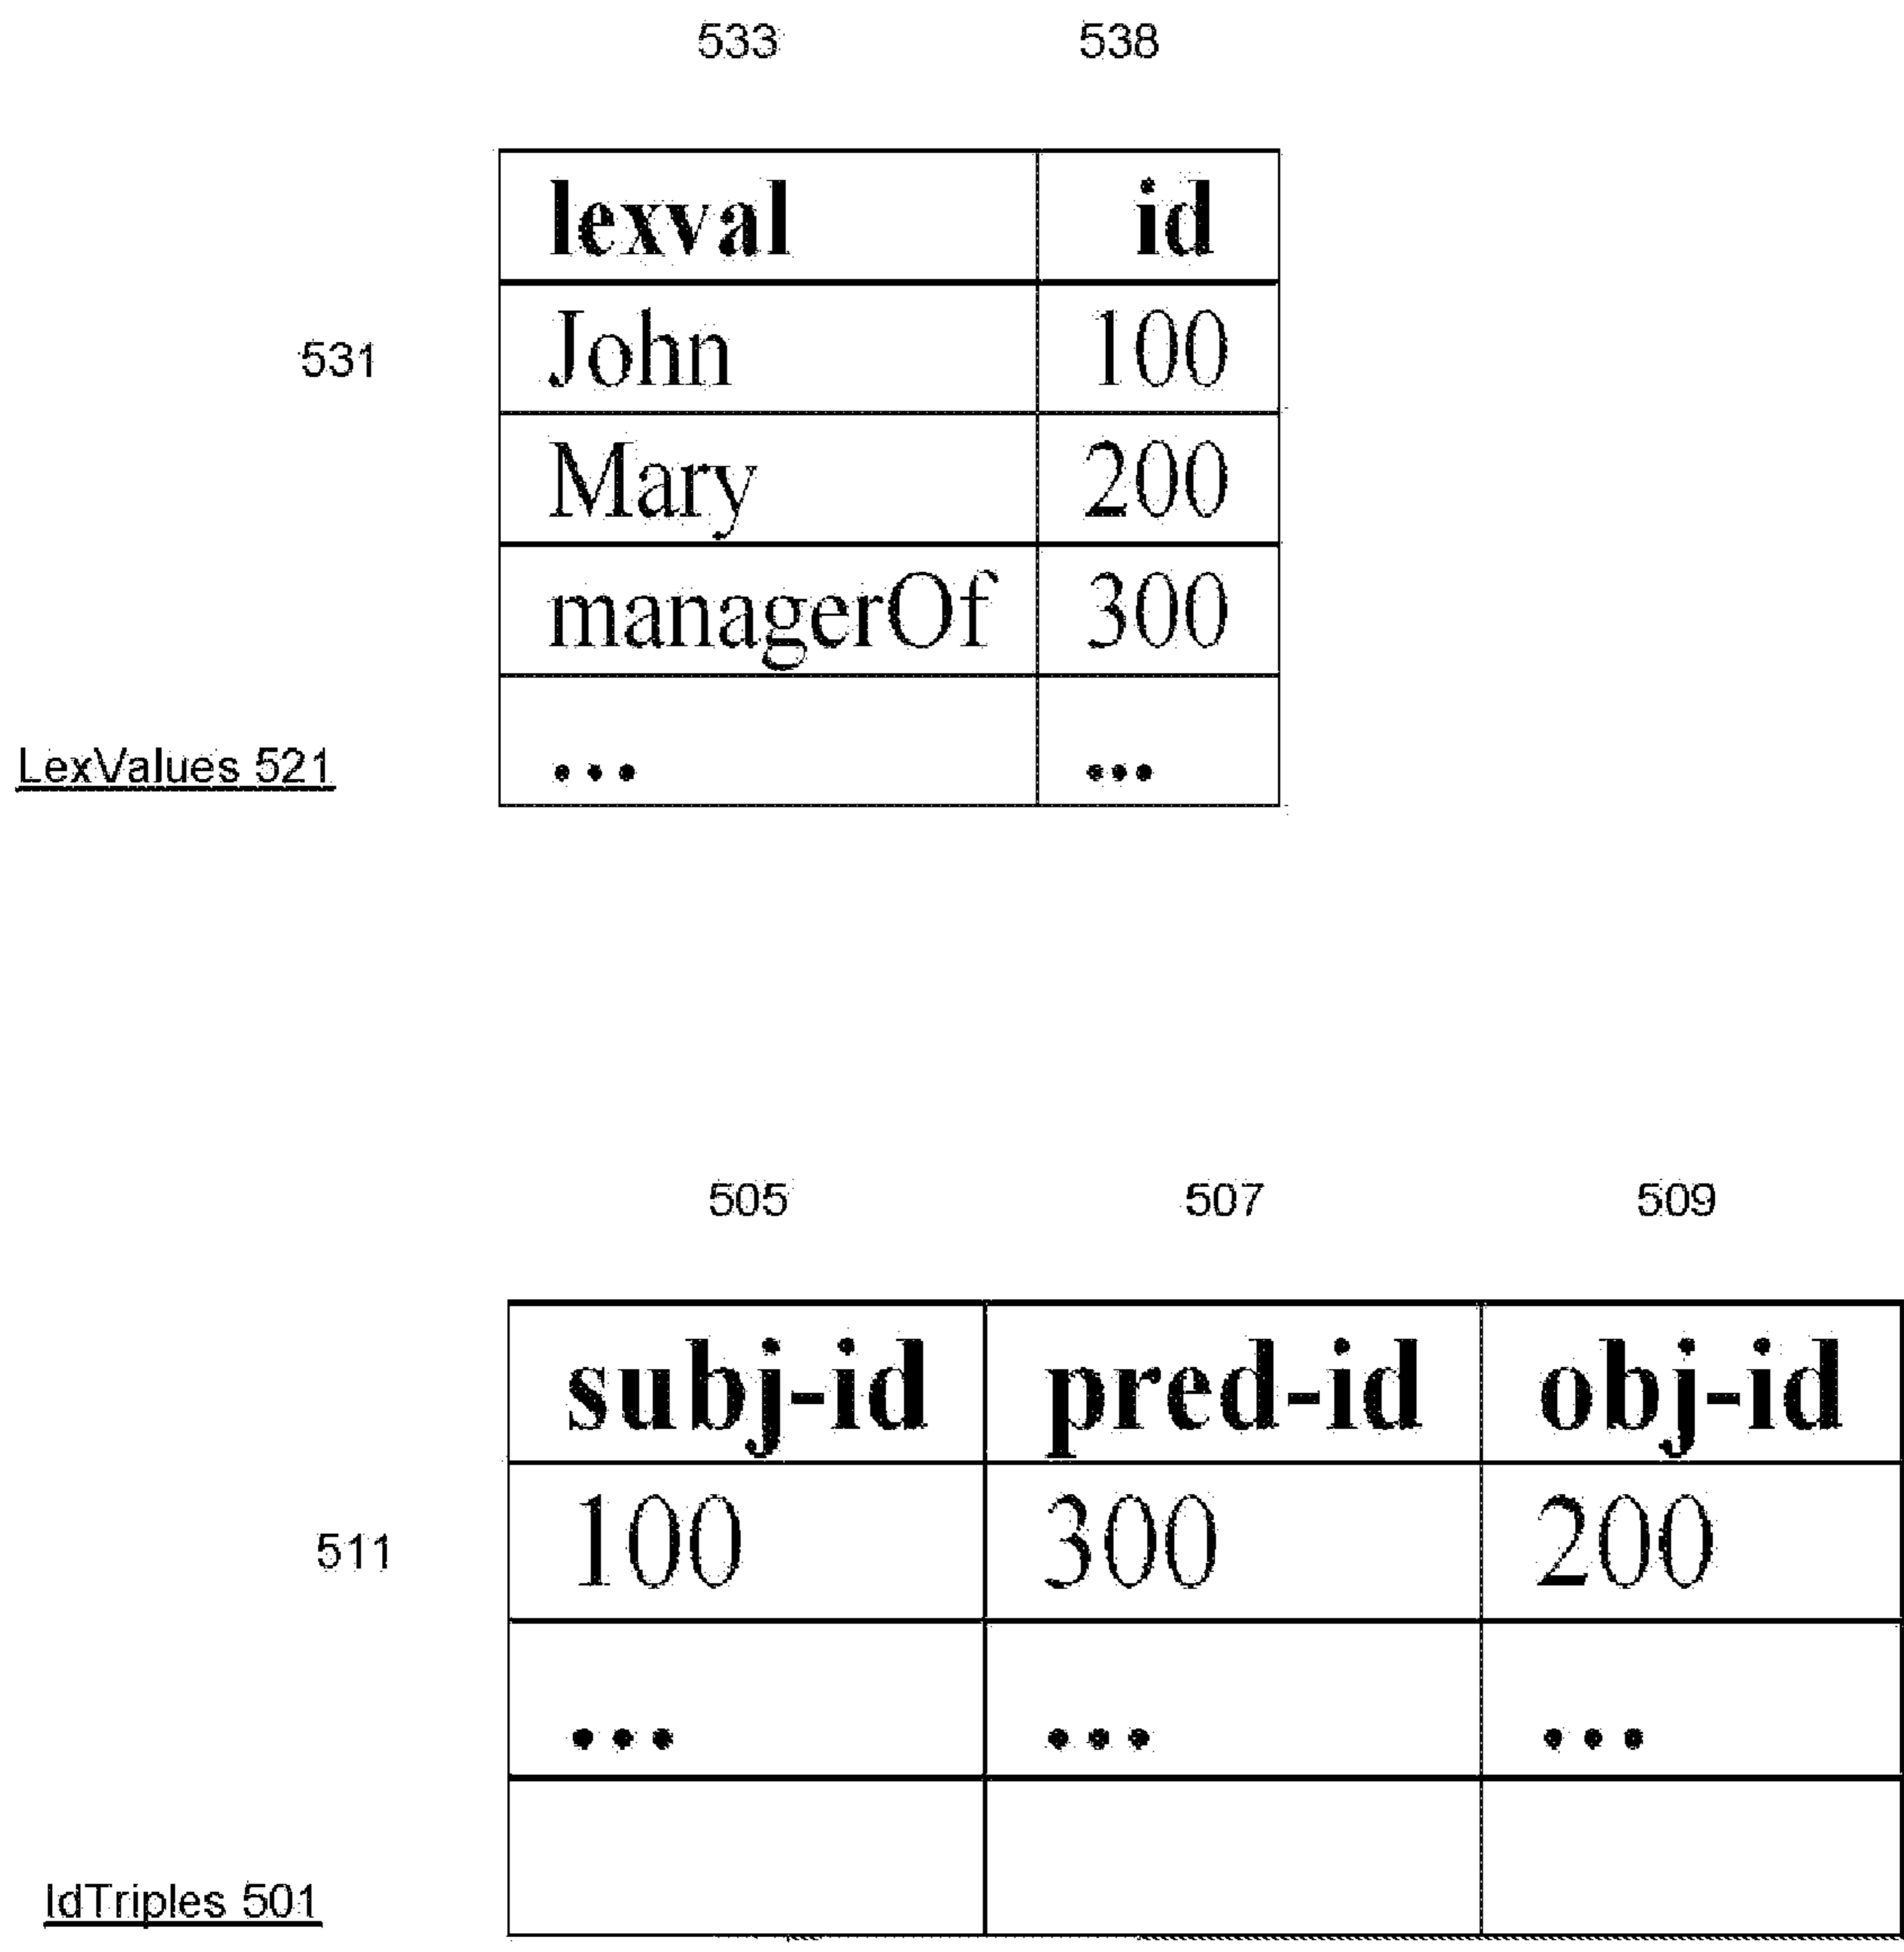 533 538
lexval id
531 John 100
Mary 200
managerOf 300
LexValues 521 ... ...
505 507 509
subj-id pred-id obj-id
511 100 300 200
... ... ...
IdTriples 501